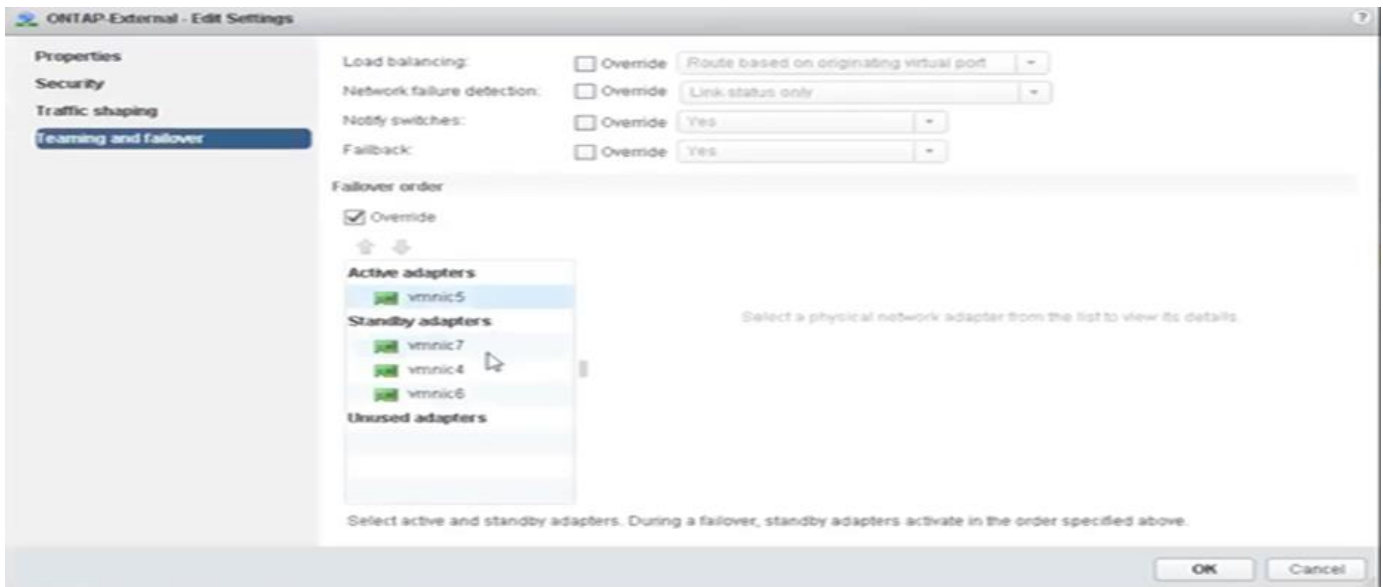 ONTAP-External - Edit Settings
?
Properties
Security
Traffic shaping
Teaming and failover
Load balancing: Override Route based on originating virtual port
Network failure detection: Override Link status only
Notify switches: Override Yes
Failback: Override Yes
Failover order
Override
Active adapters
vmnic5
Standby adapters
vmnic7
vmnic4
vmnic6
Unused adapters
Select a physical network adapter from the list to view its details.
Select active and standby adapters. During a failover, standby adapters activate in the order specified above.
OK Cancel